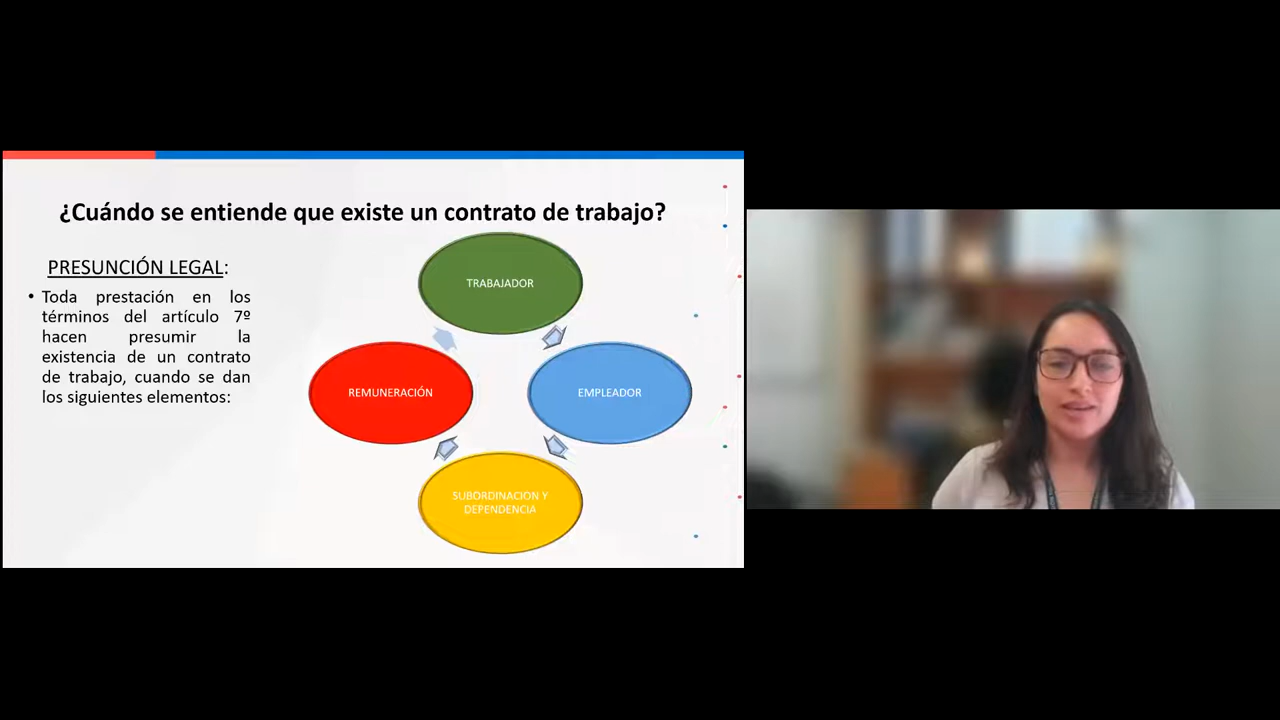 ¿Cuándo se entiende que existe un contrato de trabajo?
PRESUNCIÓN LEGAL:
• Toda prestación en los
términos del artículo 7º
hacen presumir la
existencia de un contrato
de trabajo, cuando se dan
los siguientes elementos:
TRABAJADOR
REMUNERACIÓN
EMPLEADOR
SUBORDINACION Y
DEPENDENCIA